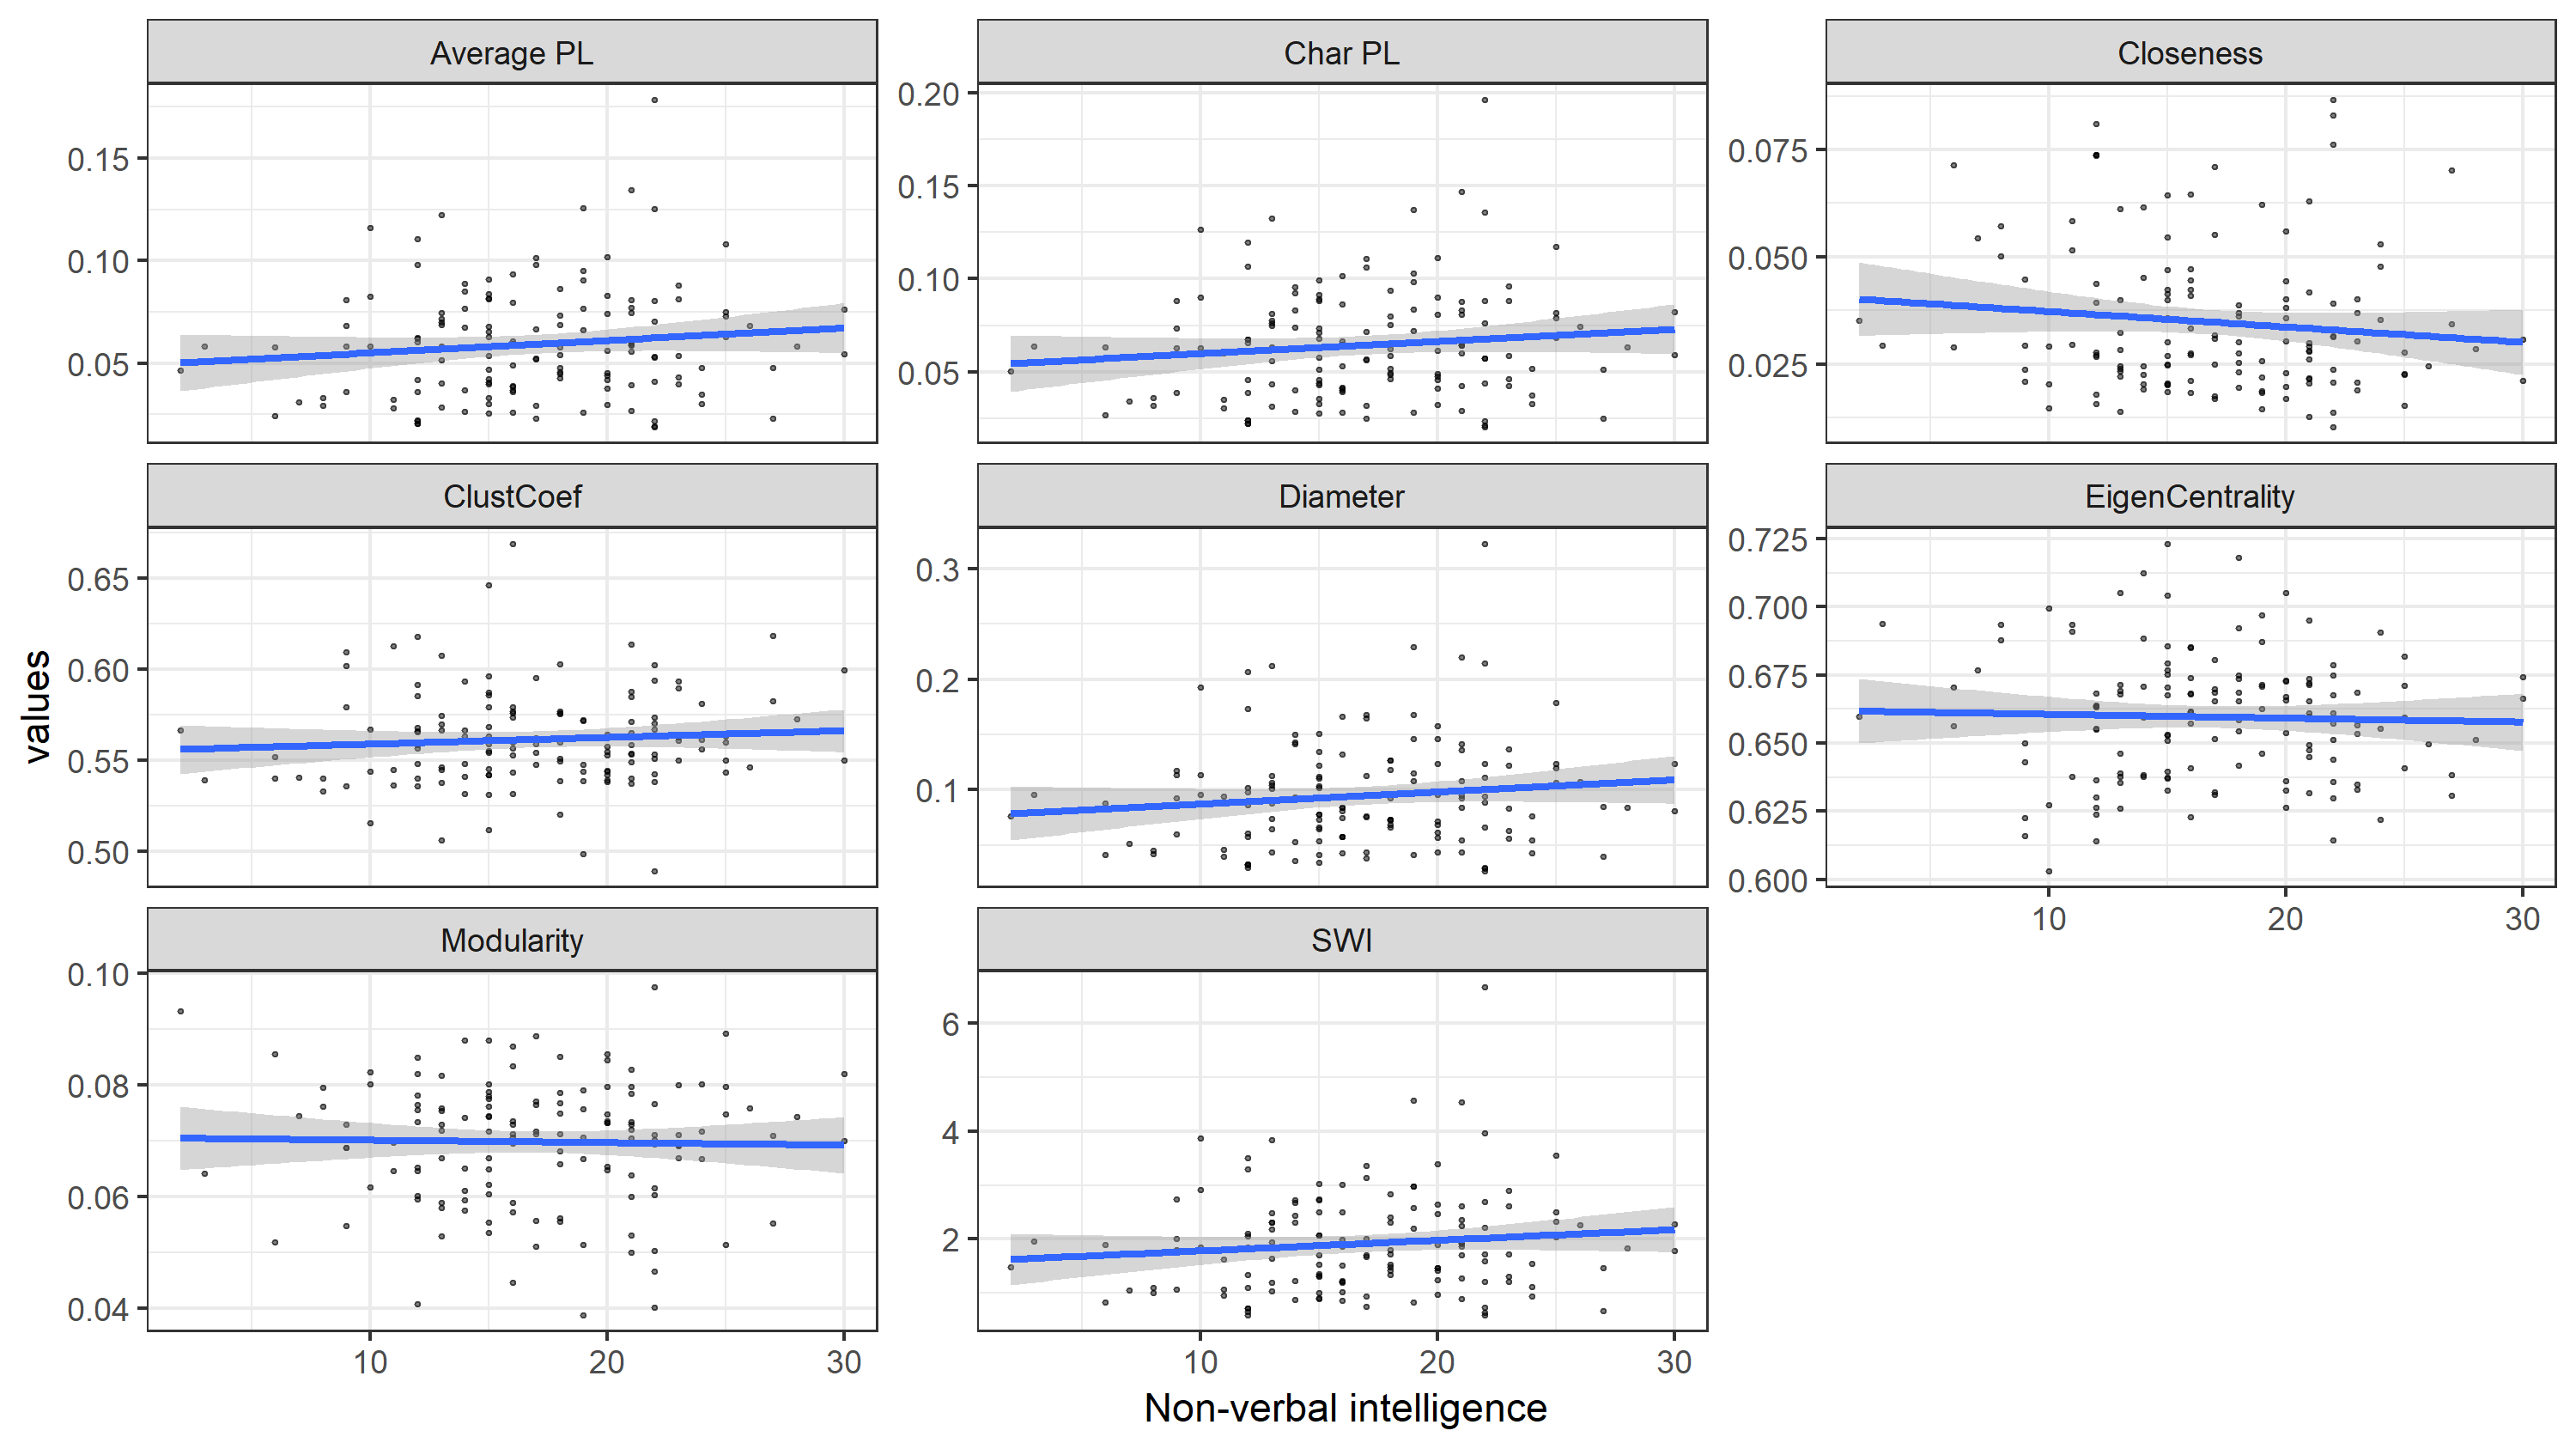 Average PL
Char PL
Closeness
0.15
0.10
0.05
0.20
0.15
0.10
0.05
0.075
0.050
0.025
ClustCoef
Diameter
EigenCentrality
0.65
0.60
0.55
0.50
0.3
0.2
0.1
0.725
0.700
0.675
0.650
0.625
0.600
10 20 30
Modularity
SWI
0.10
0.08
0.06
0.04
6
4
2
10 20 30
10 20 30
values
Non-verbal intelligence